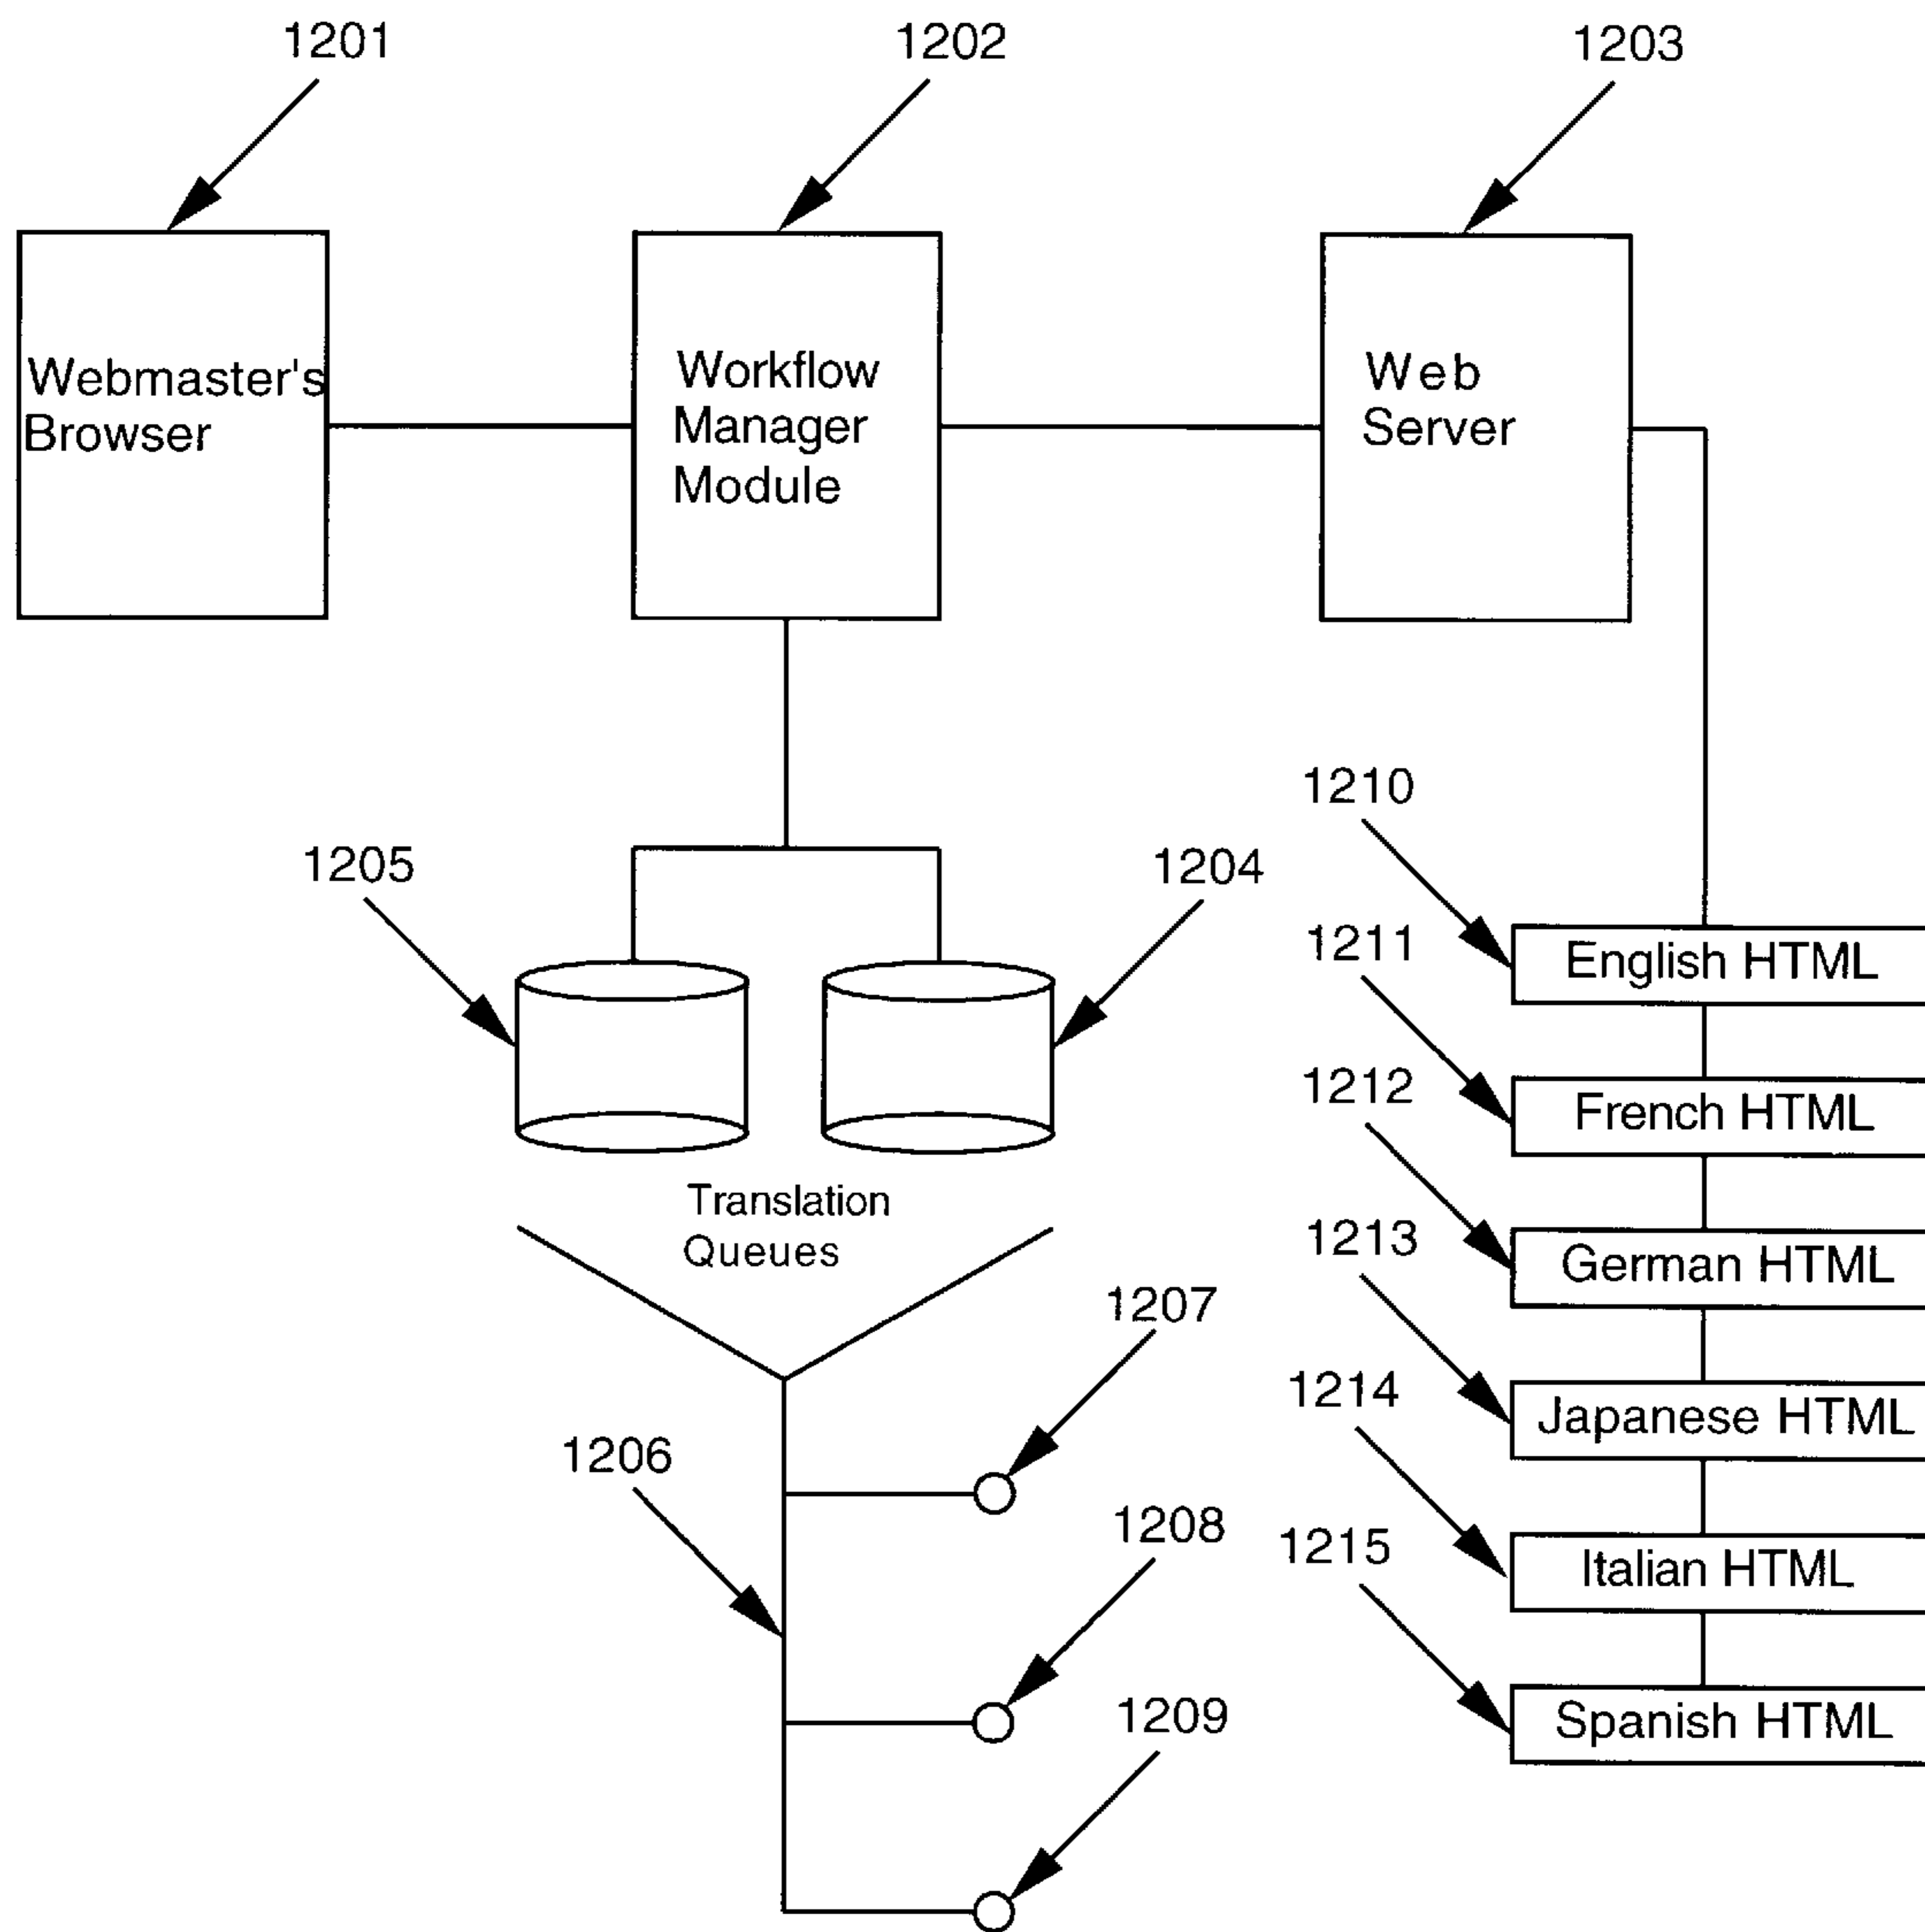 1201
1202
1203
Webmaster's
Browser
Workflow
Manager
Module
Web
Server
1205
1204
Translation
Queues
1206
1207
1208
1209
1210
English HTML
1211
French HTML
1212
German HTML
1213
Japanese HTML
1214
Italian HTML
1215
Spanish HTML